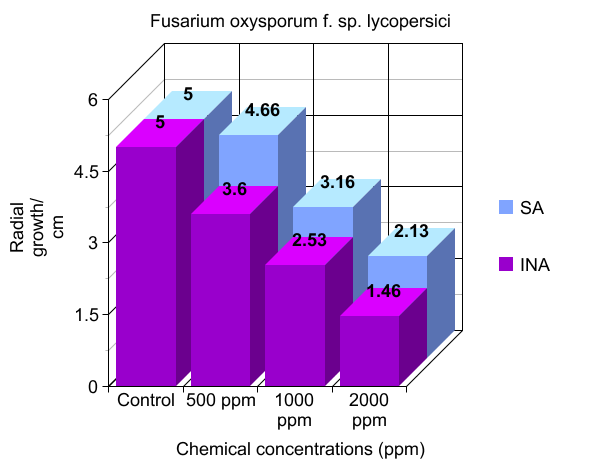 Fusarium oxysporum f. sp. lycopersici
5
4.66
5
3.6
3.16
2.53
2.13
1.46
6
4.5
3
1.5
0
Radial
growth/
cm
Control
500 ppm
1000
ppm
2000
ppm
Chemical concentrations (ppm)
SA
INA